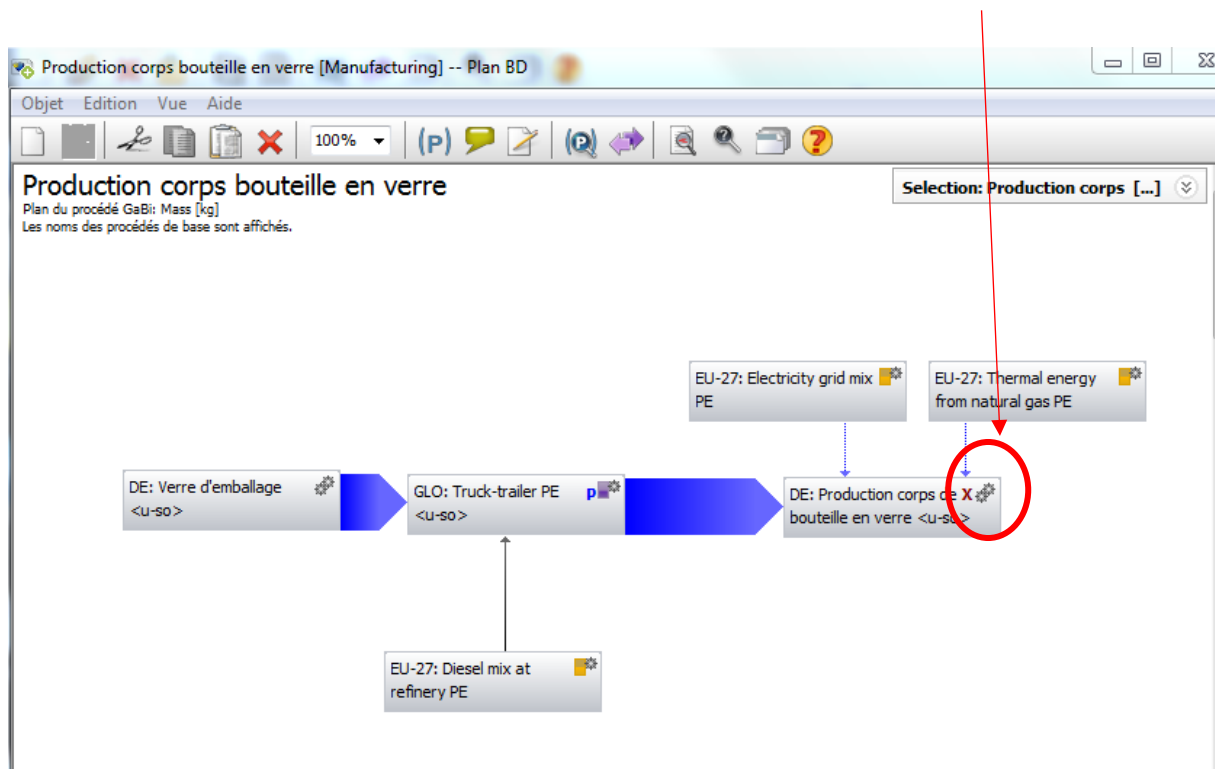 Production corps bouteille en verre [Manufacturing] -- Plan BD
Objet Edition Vue Aide
100% (P)
Production corps bouteille en verre
Selection: Production corps [...]
Plan du procédé GaBi: Mass [kg]
Les noms des procédés de base sont affichés.
EU-27: Electricity grid mix
PE
EU-27: Thermal energy
from natural gas PE
DE: Verre d'emballage
<u-so>
GLO: Truck-trailer PE p
<u-so>
DE: Production corps de X
bouteille en verre <u-so>
EU-27: Diesel mix at
refinery PE